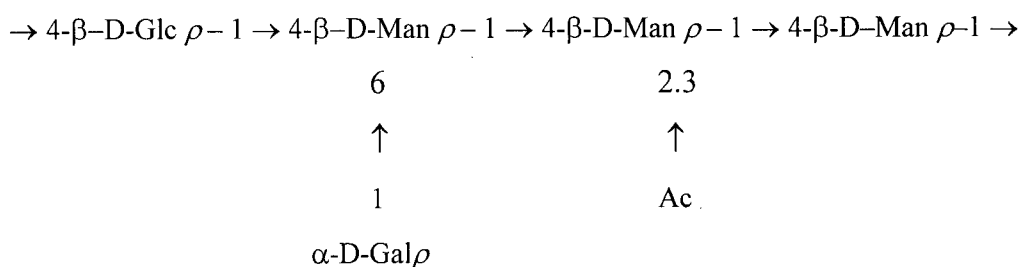 → 4-β–D-Glc ρ – 1 → 4-β–D-Man ρ – 1 → 4-β-D-Man ρ – 1 → 4-β-D–Man ρ–1 →
6 2.3
↑ ↑
1 Ac
α-D-Galρ